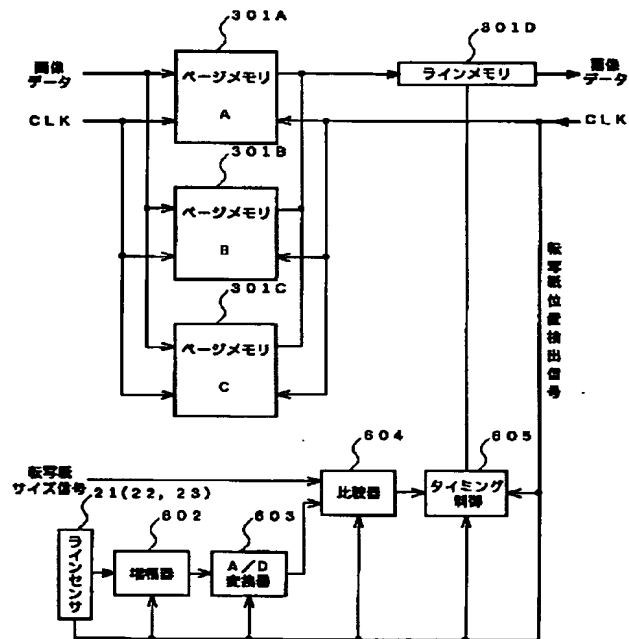 301A
301D
画像
データ
ページメモリ
A
ラインメモリ
画像
データ
CLK
CLK
301B
ページメモリ
B
301C
ページメモリ
C
転写紙位置検出信号
転写紙
サイズ信号
21(22, 23)
602
603
604
605
ラインセンサ
増幅器
A/D
変換器
比較器
タイミング
制御